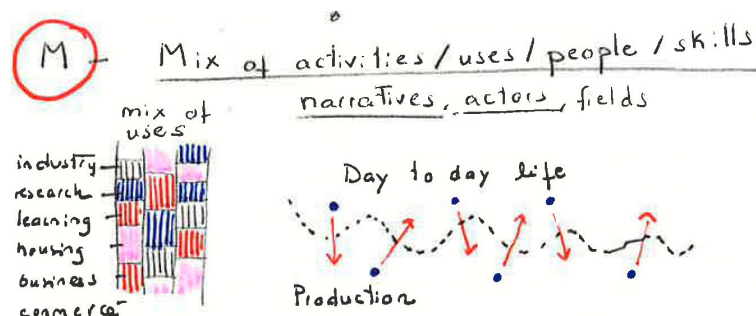 M - Mix of activities / uses / people / skills
narratives, actors, fields
mix of
uses
industry
research
learning
housing
business
commerce
Day to day life
Production